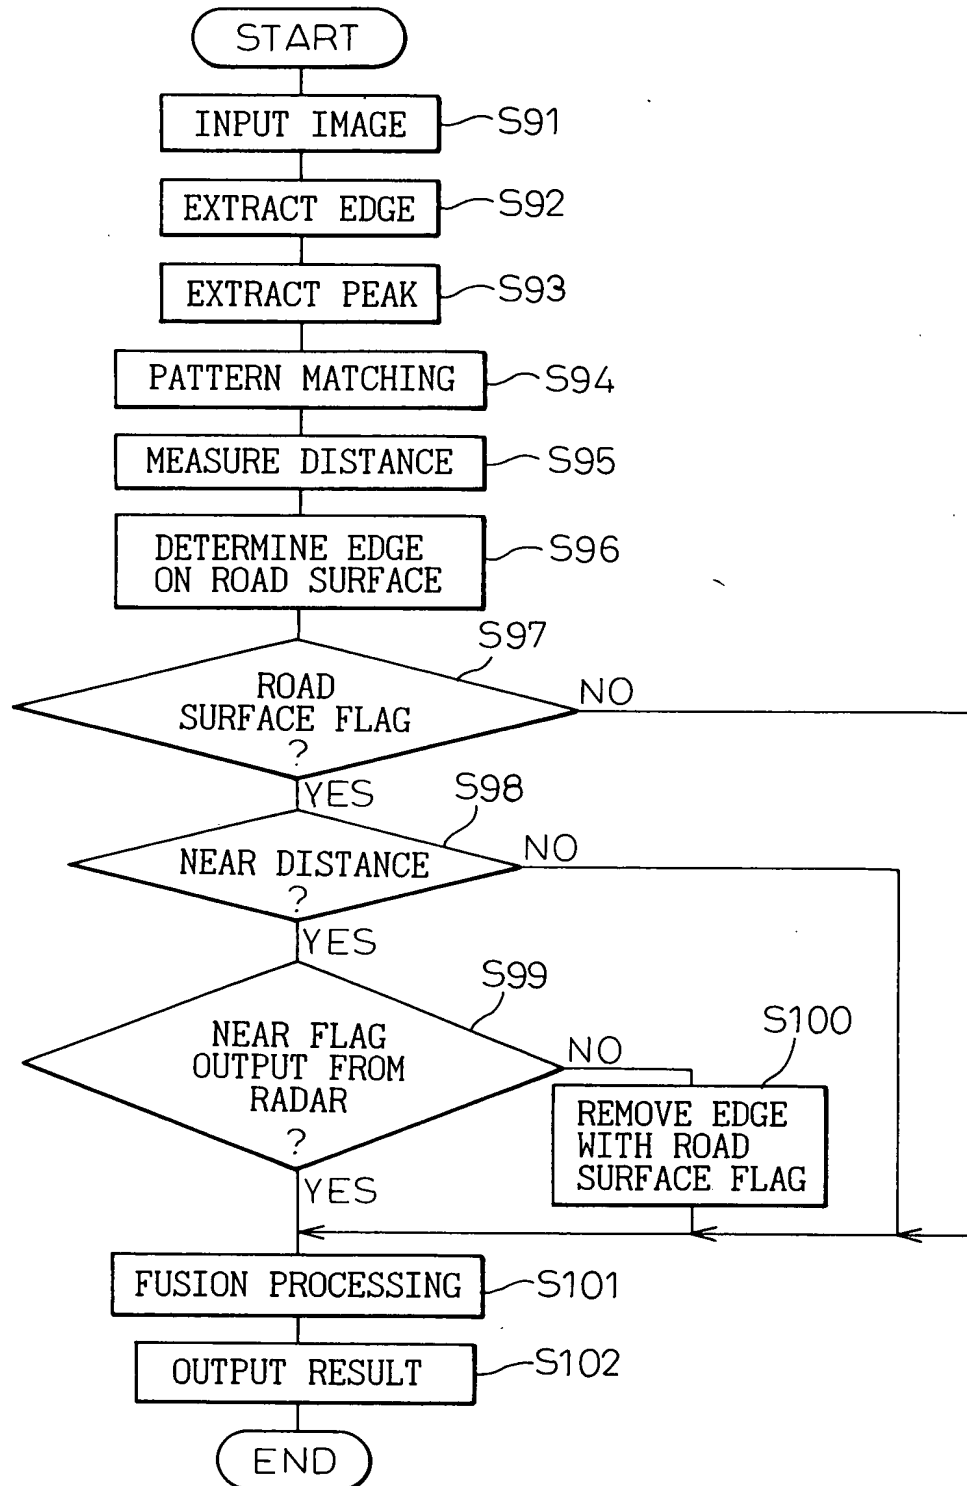 START
INPUT IMAGE
S91
EXTRACT EDGE
S92
EXTRACT PEAK
S93
PATTERN MATCHING
S94
MEASURE DISTANCE
S95
DETERMINE EDGE
ON ROAD SURFACE
S96
S97
ROAD
SURFACE FLAG
?
NO
YES
S98
NEAR DISTANCE
?
NO
YES
S99
NEAR FLAG
OUTPUT FROM
RADAR
?
NO
YES
S100
REMOVE EDGE
WITH ROAD
SURFACE FLAG
FUSION PROCESSING
S101
OUTPUT RESULT
S102
END